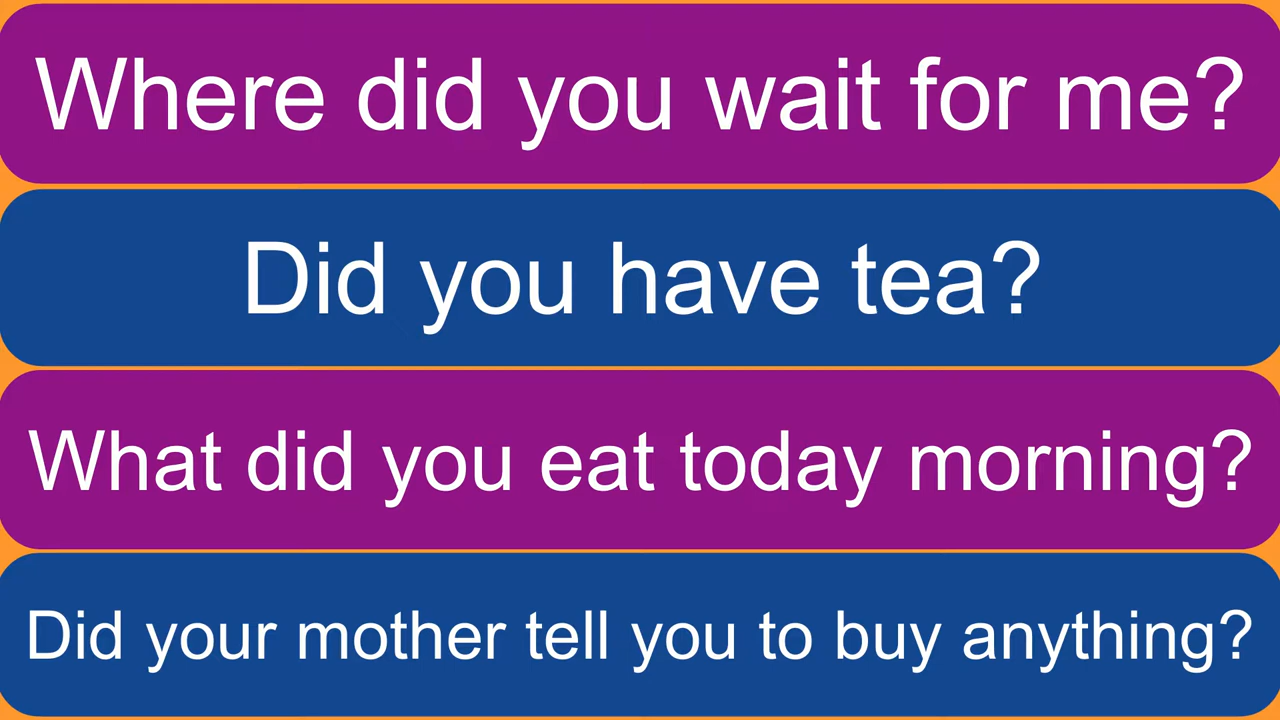 Where did you wait for me?
Did you have tea?
What did you eat today morning?
Did your mother tell you to buy anything?